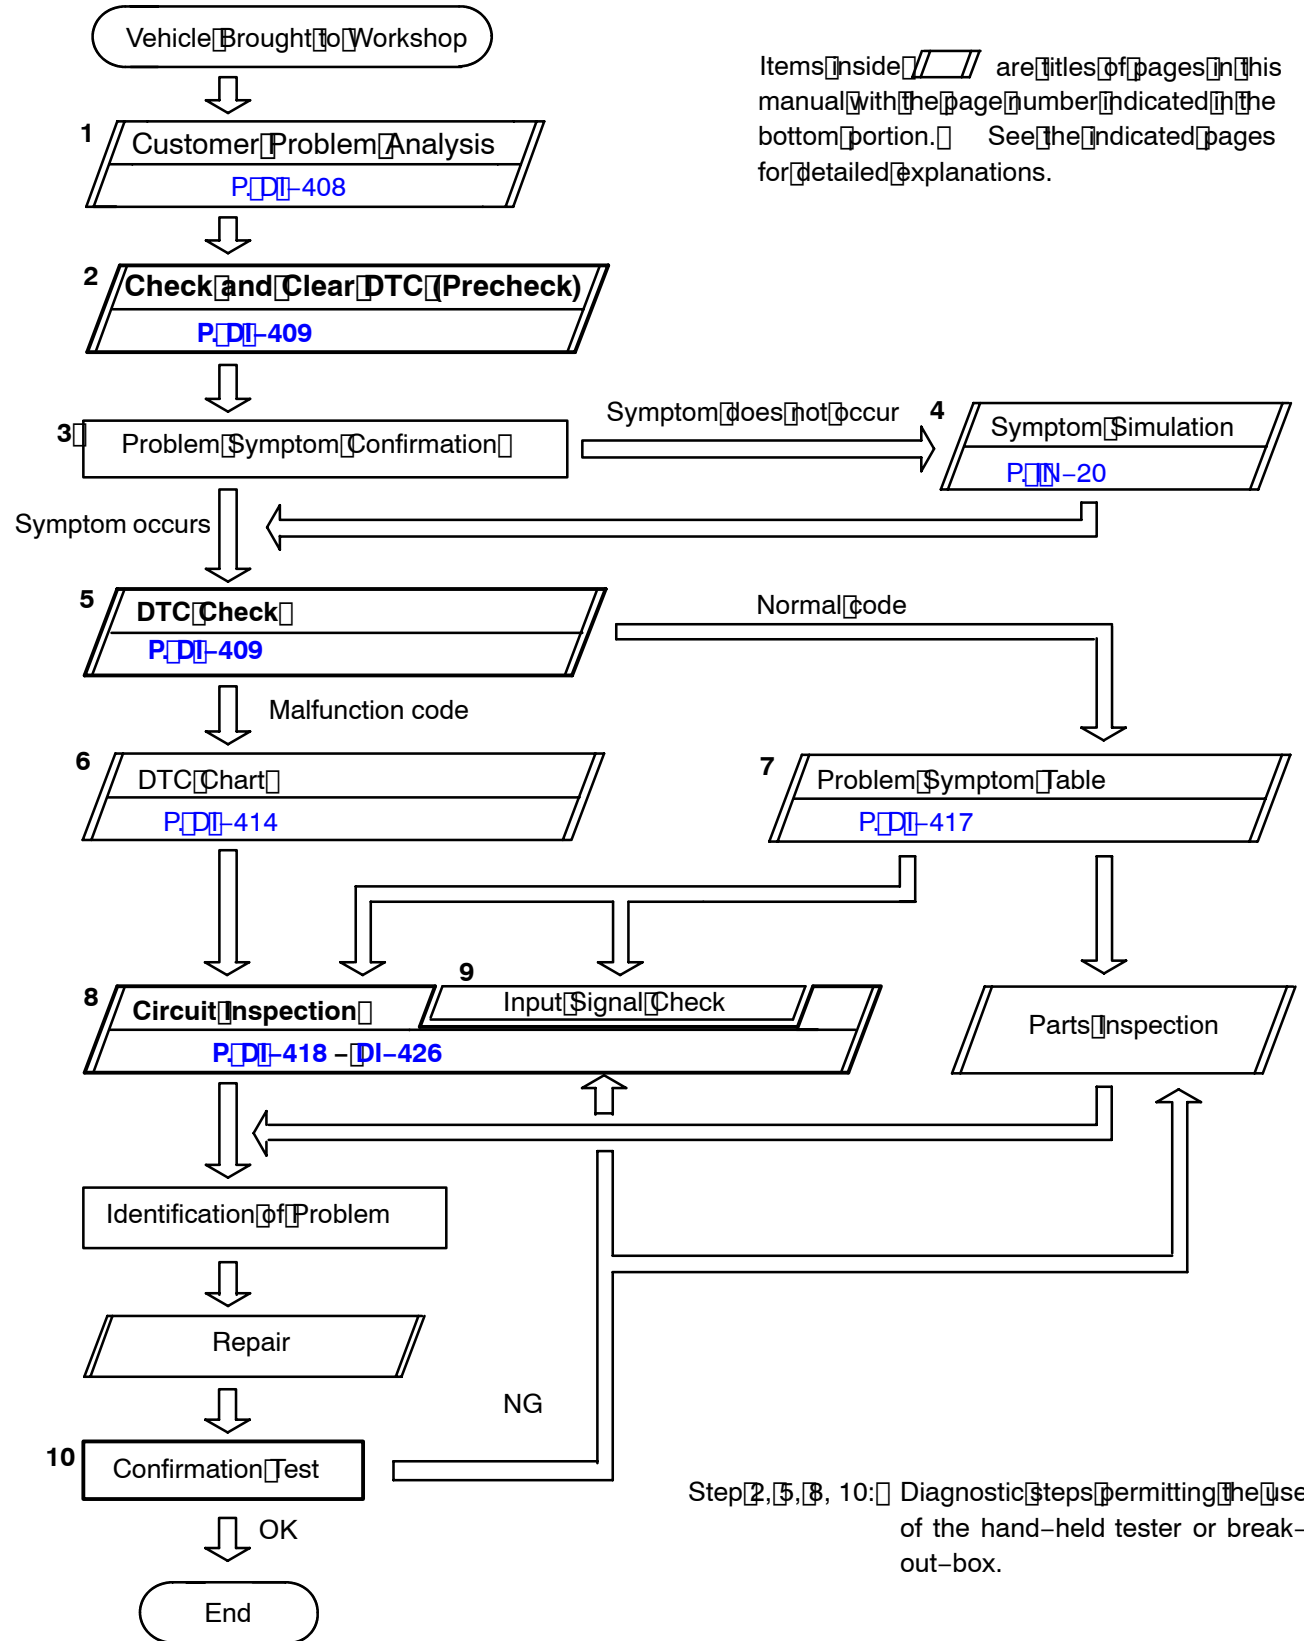 Vehicle Brought to Workshop
Items inside are titles of pages in this
manual with the page number indicated in the
bottom portion. See the indicated pages
for detailed explanations.
1
Customer Problem Analysis
P. DI–408
2
Check and Clear DTC (Precheck)
P. DI–409
3
Problem Symptom Confirmation
Symptom does not occur
4
Symptom Simulation
P. IN–20
Symptom occurs
5
DTC Check
P. DI–409
Normal code
Malfunction code
6
DTC Chart
P. DI–414
7
Problem Symptom Table
P. DI–417
8
Circuit Inspection
P. DI–418 – DI–426
9
Input Signal Check
Parts Inspection
Identification of Problem
Repair
NG
10
Confirmation Test
OK
End
Step 2, 5, 8, 10: Diagnostic steps permitting the use
of the hand–held tester or break–
out–box.